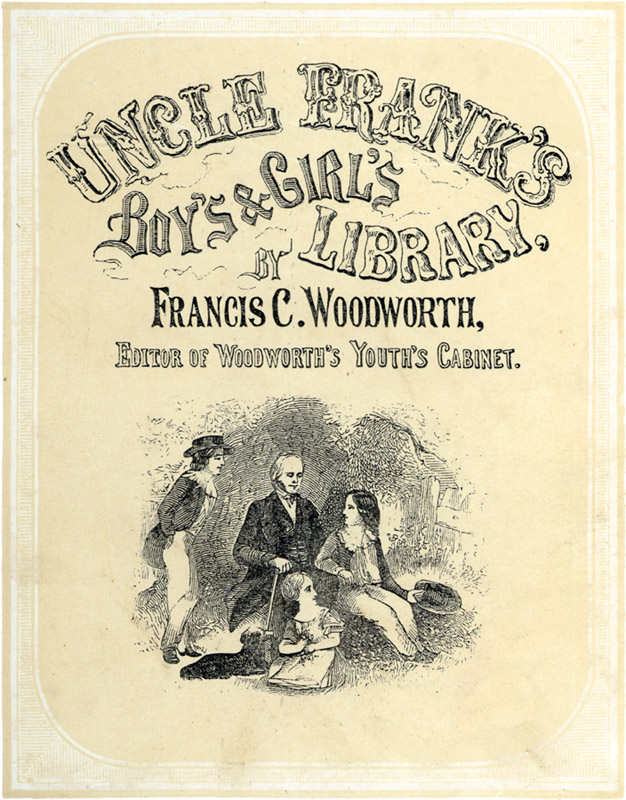 UNCLE FRANK'S
BOY'S & GIRL'S
LIBRARY,
BY
FRANCIS C. WOODWORTH,
EDITOR OF WOODWORTH'S YOUTH'S CABINET.